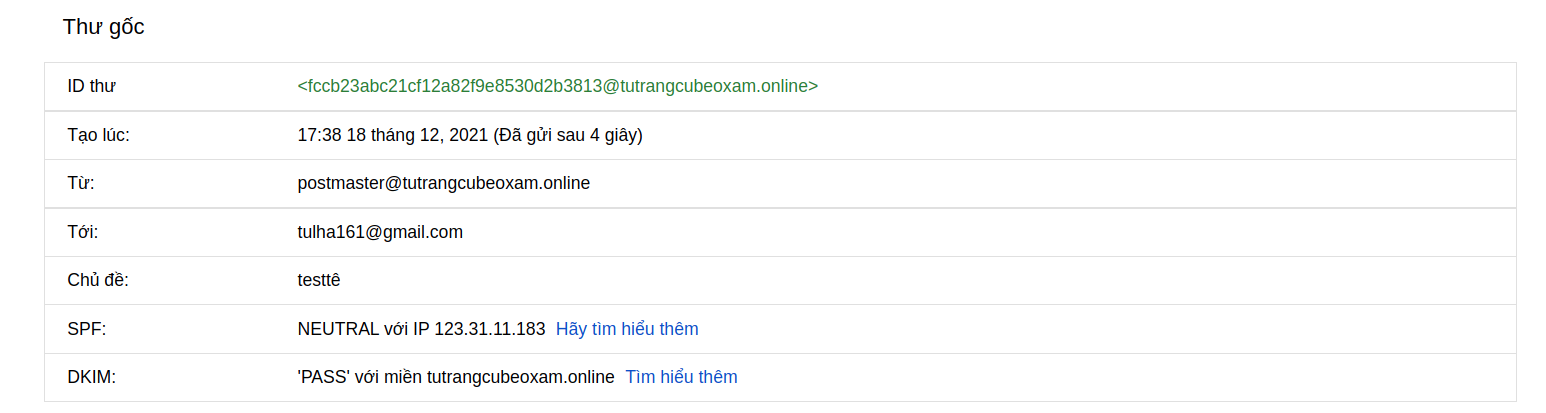 Thư gốc
ID thư <fccb23abc21cf12a82f9e8530d2b3813@tutrangcubeoxam.online>
Tạo lúc: 17:38 18 tháng 12, 2021 (Đã gửi sau 4 giây)
Từ: postmaster@tutrangcubeoxam.online
Tới: tulha161@gmail.com
Chủ đề: testtê
SPF: NEUTRAL với IP 123.31.11.183 Hãy tìm hiểu thêm
DKIM: 'PASS' với miền tutrangcubeoxam.online Tìm hiểu thêm